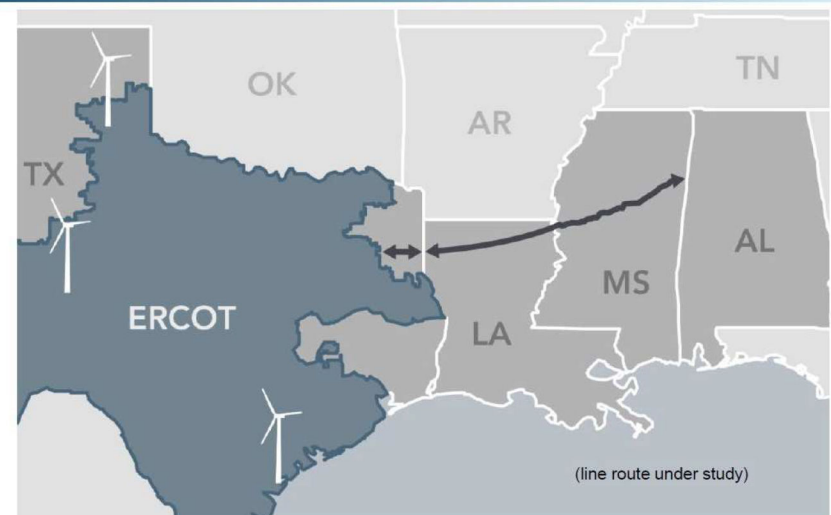 OK
TN
AR
TX
AL
MS
ERCOT
LA
(line route under study)